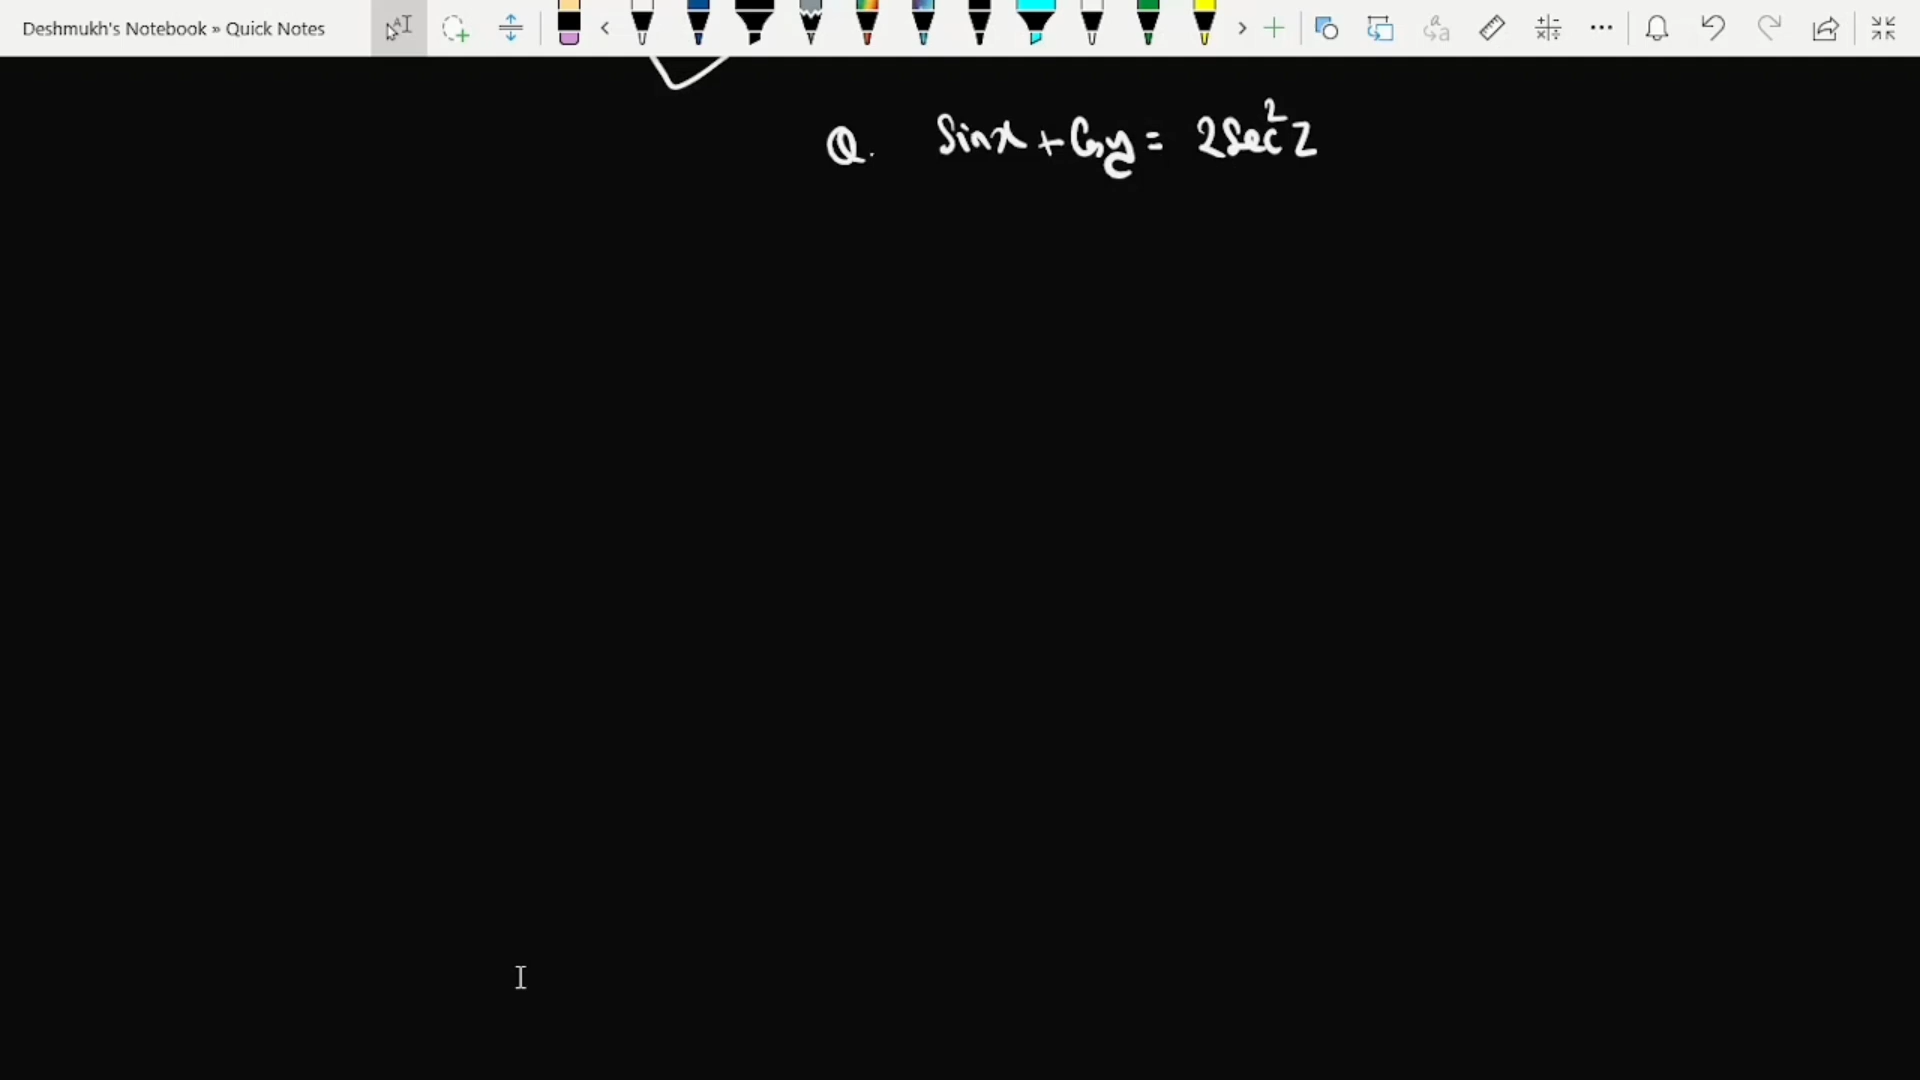 Deshmukh's Notebook » Quick Notes
Q. Sinx + Cosy = 2Sec²z